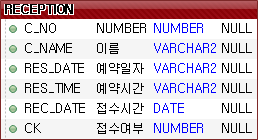 RECEPTION
C_NO NUMBER NUMBER NULL
C_NAME 이름 VARCHAR2 NULL
RES_DATE 예약일자 VARCHAR2 NULL
RES_TIME 예약시간 VARCHAR2 NULL
REC_DATE 접수시간 DATE NULL
CK 접수여부 NUMBER NULL